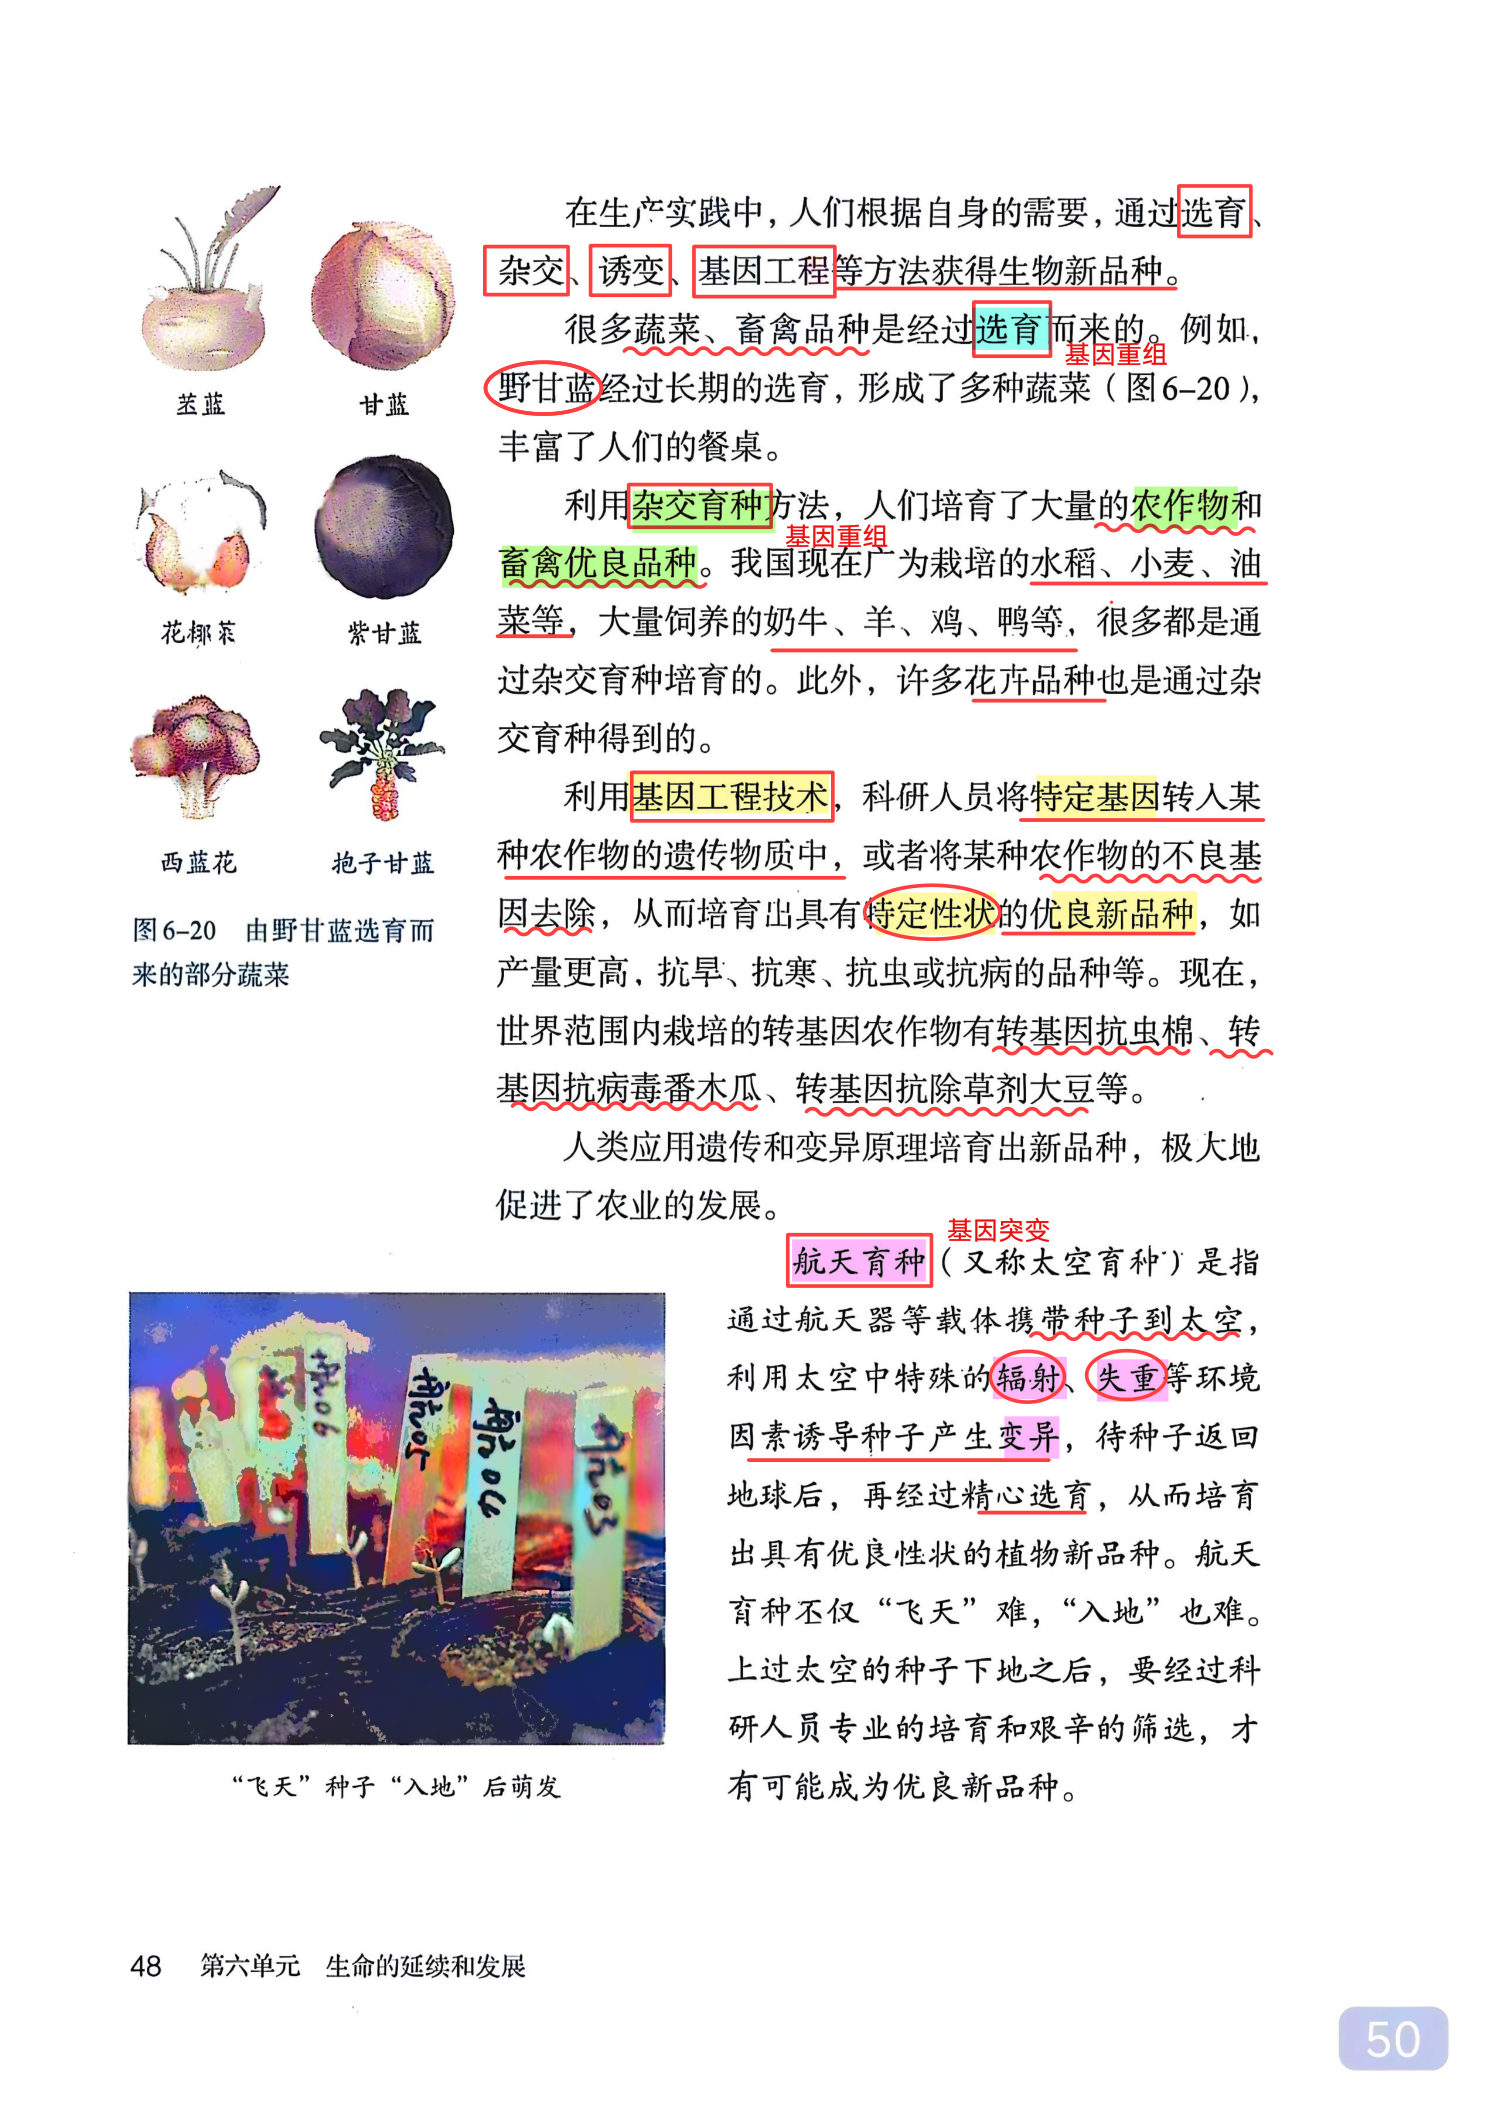 在生产实践中，人们根据自身的需要，通过选育、
杂交、诱变、基因工程等方法获得生物新品种。
很多蔬菜、畜禽品种是经过选育而来的。例如，
基因重组
野甘蓝经过长期的选育，形成了多种蔬菜（图6-20），
丰富了人们的餐桌。
利用杂交育种方法，人们培育了大量的农作物和
基因重组
畜禽优良品种。我国现在广为栽培的水稻、小麦、油
菜等，大量饲养的奶牛、羊、鸡、鸭等，很多都是通
过杂交育种培育的。此外，许多花卉品种也是通过杂
交育种得到的。
利用基因工程技术，科研人员将特定基因转入某
种农作物的遗传物质中，或者将某种农作物的不良基
因去除，从而培育出具有特定性状的优良新品种，如
产量更高，抗旱、抗寒、抗虫或抗病的品种等。现在，
世界范围内栽培的转基因农作物有转基因抗虫棉、转
基因抗病毒番木瓜、转基因抗除草剂大豆等。
人类应用遗传和变异原理培育出新品种，极大地
促进了农业的发展。
苤蓝
甘蓝
花椰菜
紫甘蓝
西蓝花
抱子甘蓝
图6-20 由野甘蓝选育而
来的部分蔬菜
基因突变
航天育种（又称太空育种）是指
通过航天器等载体携带种子到太空，
利用太空中特殊的辐射、失重等环境
因素诱导种子产生变异，待种子返回
地球后，再经过精心选育，从而培育
出具有优良性状的植物新品种。航天
育种不仅“飞天”难，“入地”也难。
上过太空的种子下地之后，要经过科
研人员专业的培育和艰辛的筛选，才
有可能成为优良新品种。
航06
航05
航04
航03
“飞天”种子“入地”后萌发
48 第六单元 生命的延续和发展
50